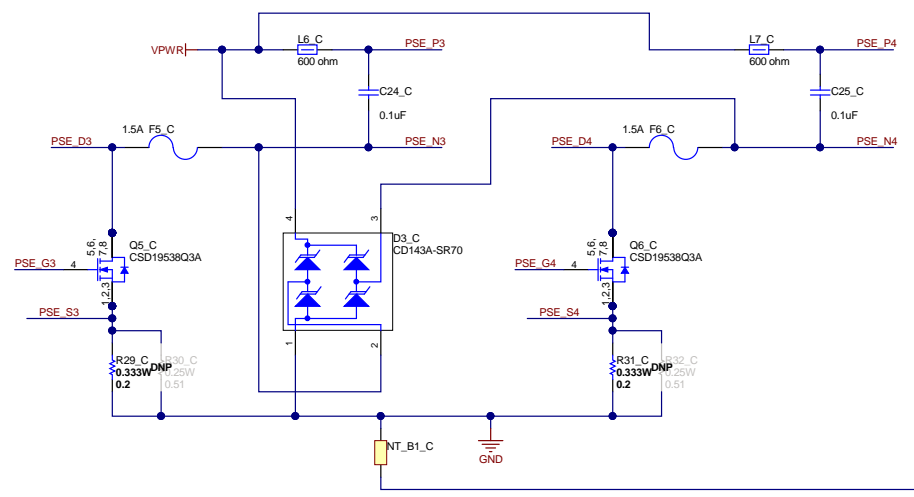 L6_C
L7_C
VPWR
PSE_P3
PSE_P4
600 ohm
600 ohm
C24_C
C25_C
0.1uF
0.1uF
1.5A F5_C
1.5A F6_C
PSE_D3
PSE_N3
PSE_D4
PSE_N4
4
3
D3_C
CD143A-SR70
5,6,
7,8
Q5_C
CSD19538Q3A
5,6,
7,8
Q6_C
CSD19538Q3A
PSE_G3
4
PSE_G4
4
1,2,3
1,2,3
PSE_S3
PSE_S4
1
2
R29_C
0.333W
0.2
DNP
R30_C
0.25W
0.51
R31_C
0.333W
0.2
DNP
R32_C
0.25W
0.51
NT_B1_C
GND